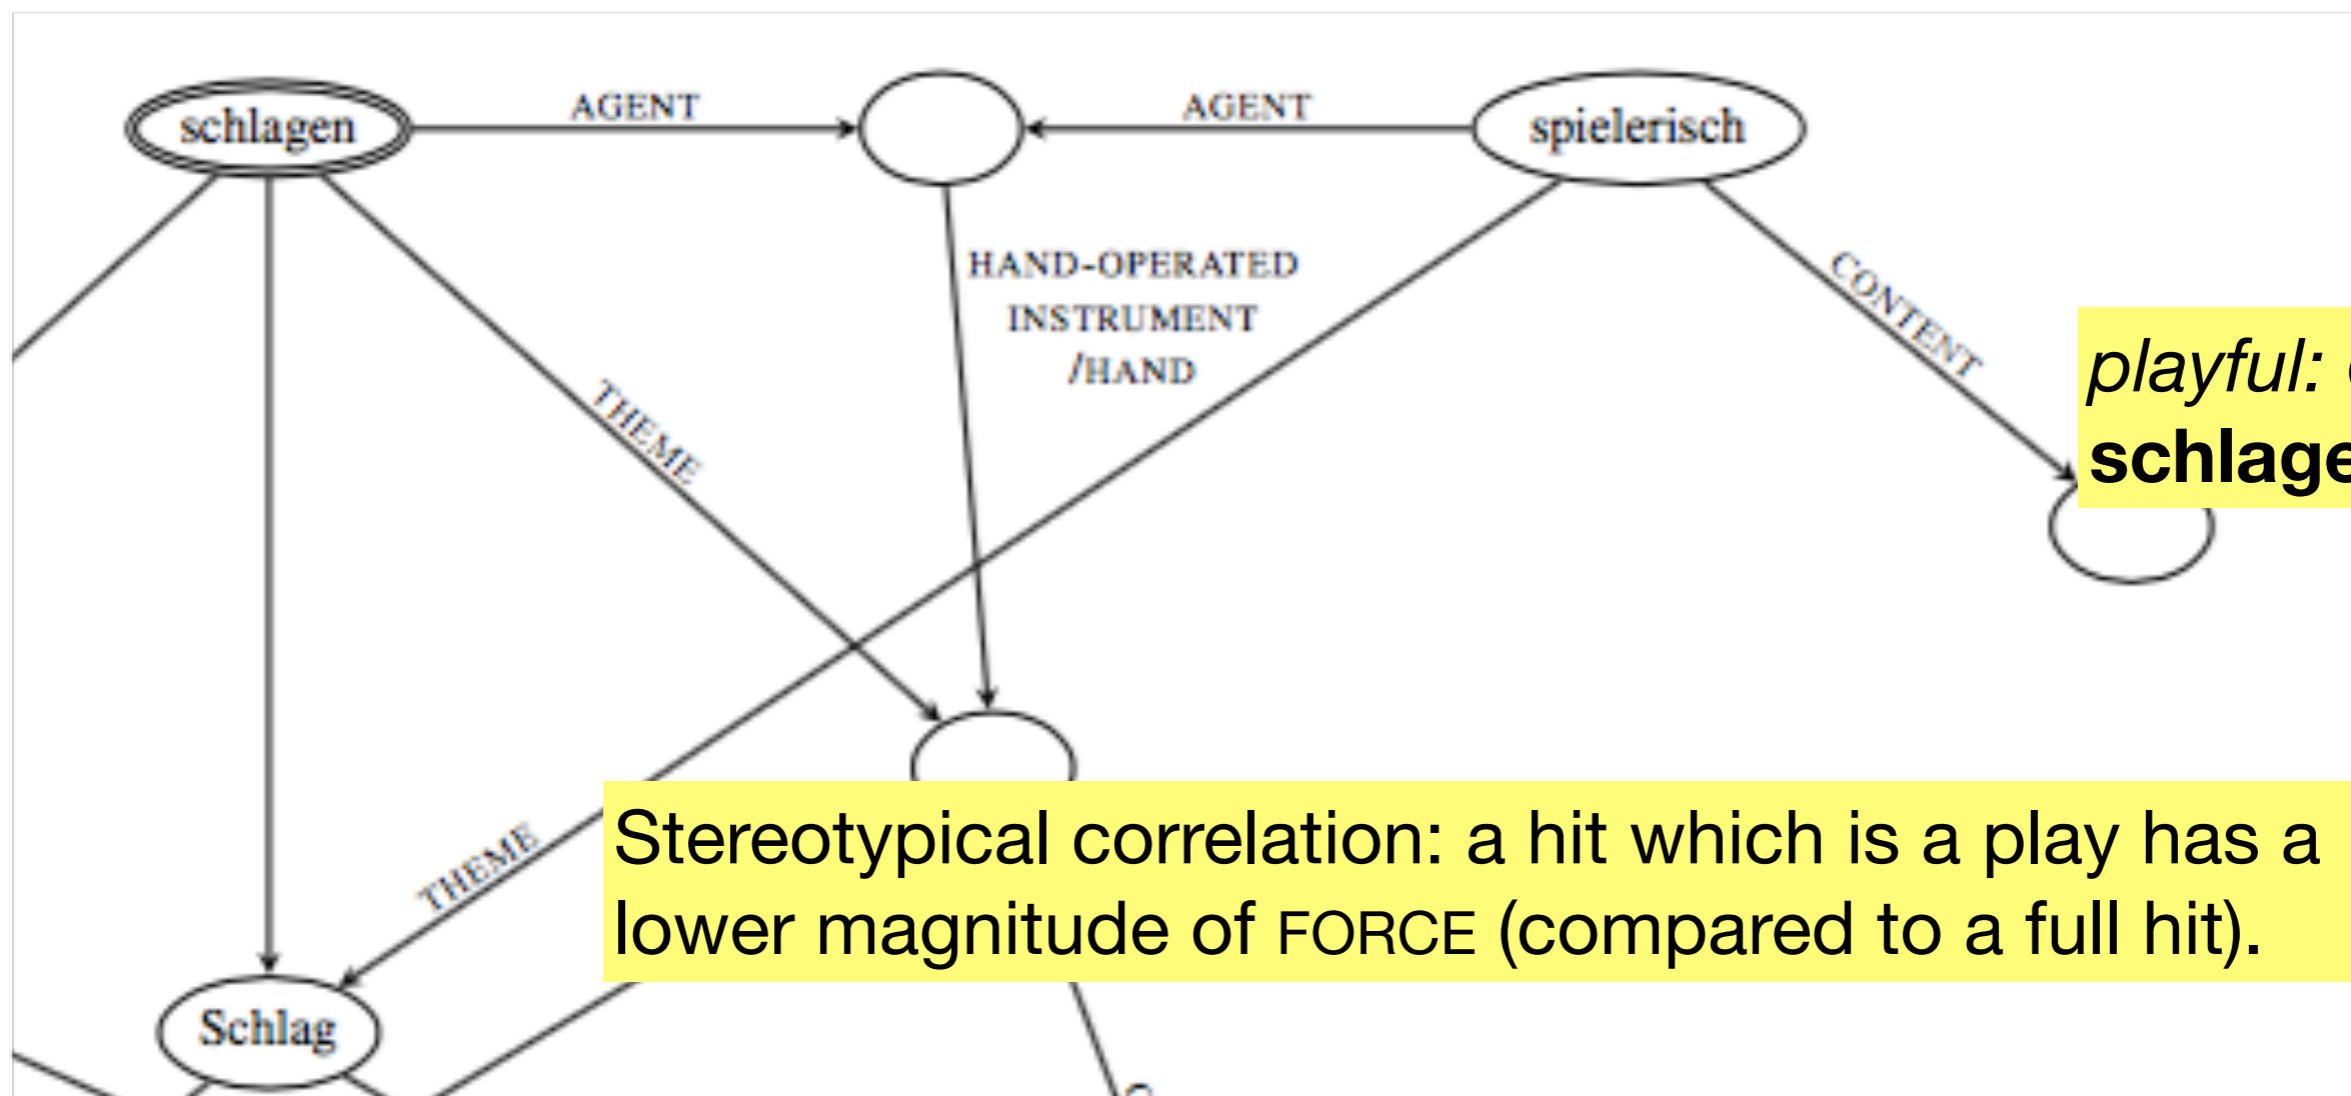 schlagen
AGENT
AGENT
spielerisch
HAND-OPERATED
INSTRUMENT
/HAND
CONTENT
playful:
schlage
THEME
THEME
Stereotypical correlation: a hit which is a play has a
lower magnitude of FORCE (compared to a full hit).
Schlag